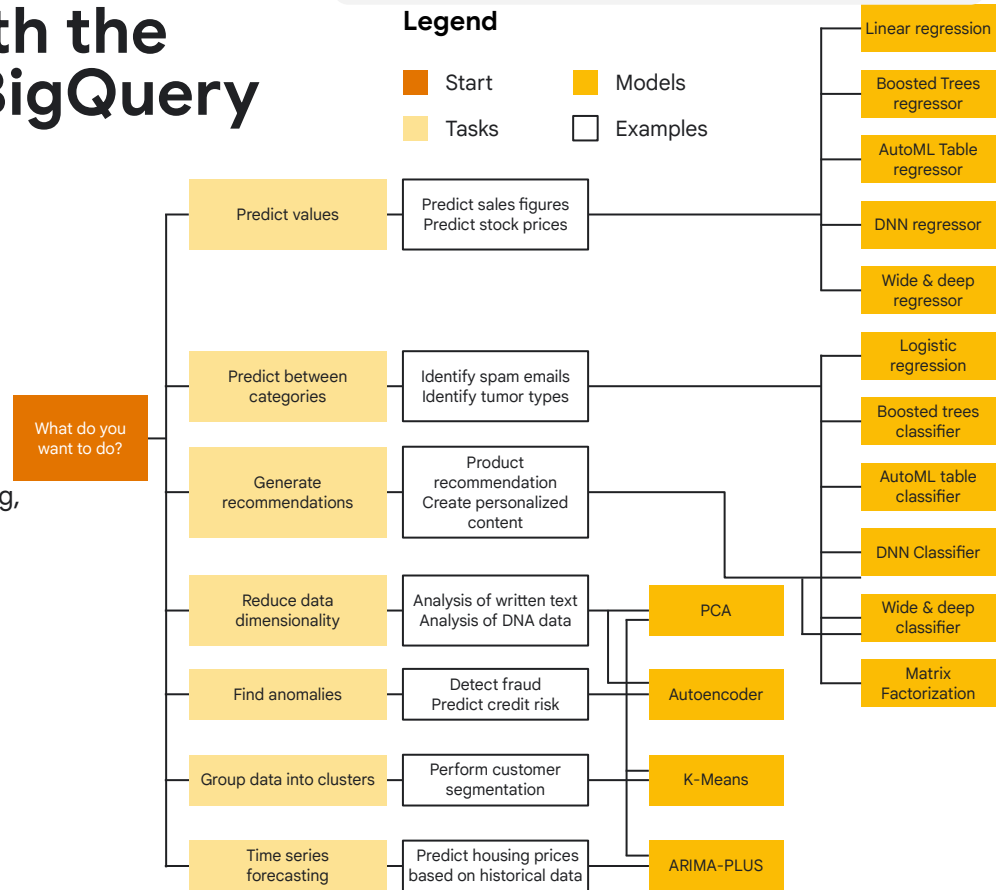 th the
BigQuery
g,
Legend
Start
Models
Tasks
Examples
What do you
want to do?
Predict values
Predict sales figures
Predict stock prices
Linear regression
Boosted Trees
regressor
AutoML Table
regressor
DNN regressor
Wide & deep
regressor
Predict between
categories
Identify spam emails
Identify tumor types
Logistic
regression
Boosted trees
classifier
AutoML table
classifier
DNN Classifier
Wide & deep
classifier
Matrix
Factorization
Generate
recommendations
Product
recommendation
Create personalized
content
Reduce data
dimensionality
Analysis of written text
Analysis of DNA data
PCA
Find anomalies
Detect fraud
Predict credit risk
Autoencoder
Group data into clusters
Perform customer
segmentation
K-Means
Time series
forecasting
Predict housing prices
based on historical data
ARIMA-PLUS